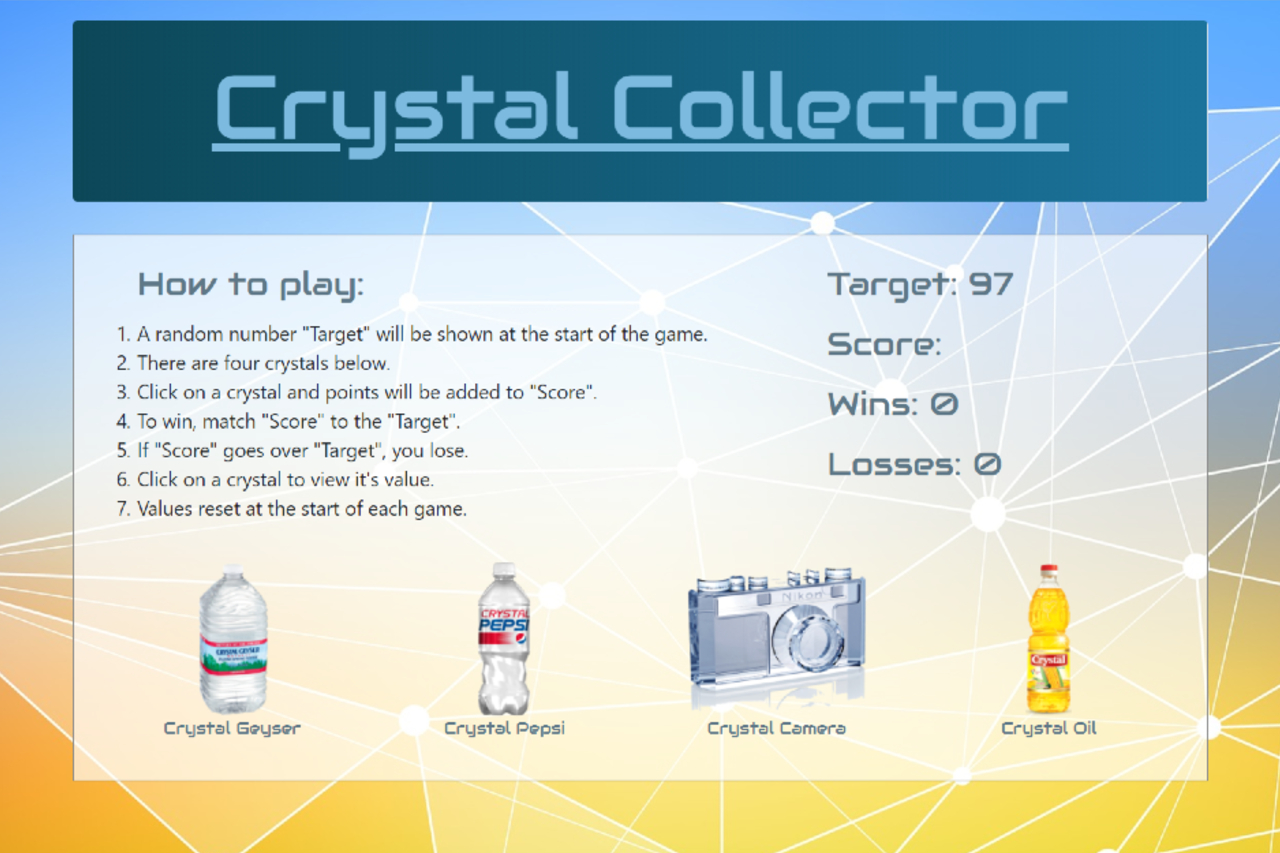 Crystal Collector
How to play:
1. A random number "Target" will be shown at the start of the game.
2. There are four crystals below.
3. Click on a crystal and points will be added to "Score".
4. To win, match "Score" to the "Target".
5. If "Score" goes over "Target", you lose.
6. Click on a crystal to view it's value.
7. Values reset at the start of each game.
Target: 97
Score:
Wins: 0
Losses: 0
CRYSTAL GEYSER
CRYSTAL
PEPSI
Nikon
Crystal
Crystal Geyser
Crystal Pepsi
Crystal Camera
Crystal Oil